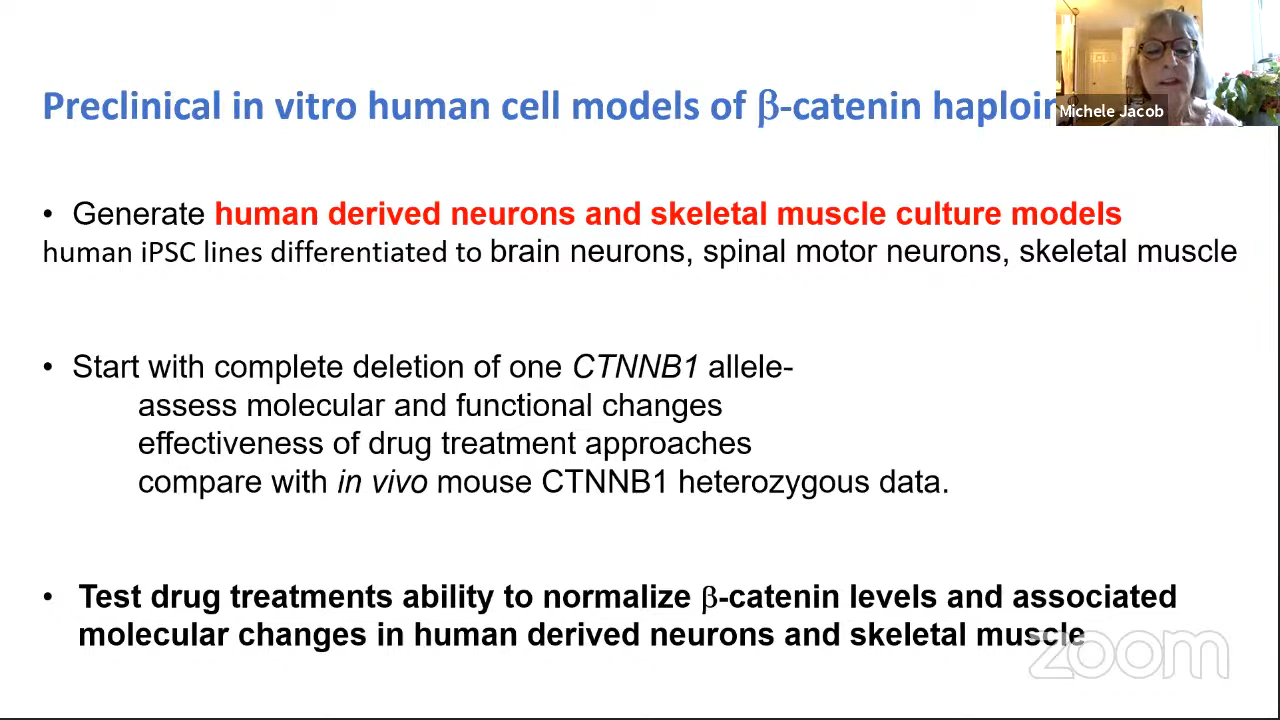 Preclinical in vitro human cell models of β-catenin haploin
Michele Jacob
• Generate human derived neurons and skeletal muscle culture models
human iPSC lines differentiated to brain neurons, spinal motor neurons, skeletal muscle
• Start with complete deletion of one CTNNB1 allele-
assess molecular and functional changes
effectiveness of drug treatment approaches
compare with in vivo mouse CTNNB1 heterozygous data.
• Test drug treatments ability to normalize β-catenin levels and associated
molecular changes in human derived neurons and skeletal muscle
zoom